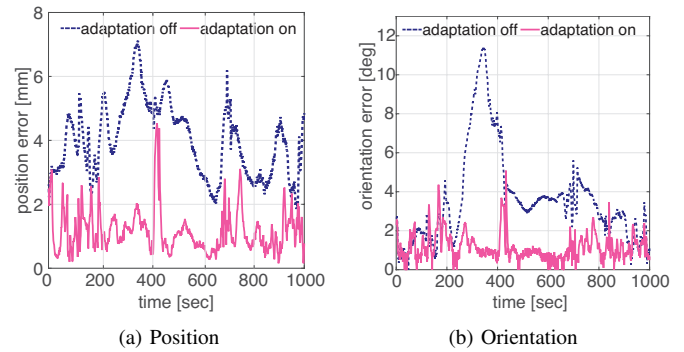 adaptation off adaptation on
position error [mm]
8
6
4
2
0
0 200 400 600 800 1000
time [sec]
(a) Position
adaptation off adaptation on
orientation error [deg]
12
10
8
6
4
2
0
0 200 400 600 800 1000
time [sec]
(b) Orientation